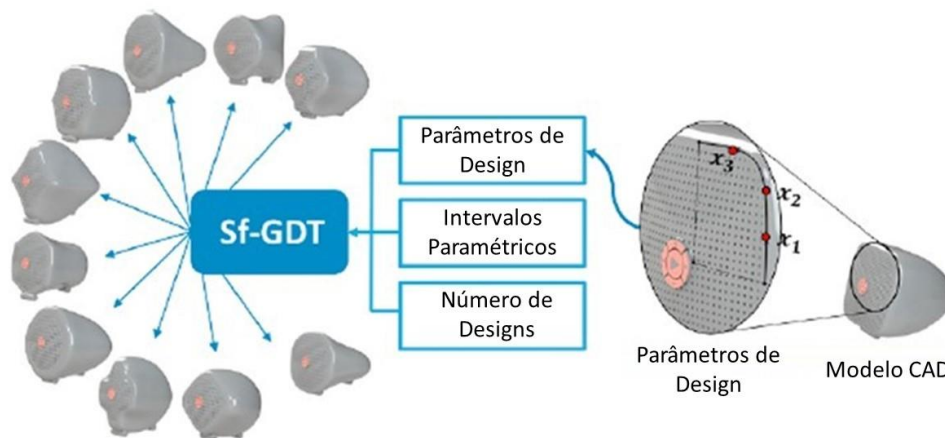 Parâmetros de
Design
Sf-GDT
Intervalos
Paramétricos
Número de
Designs
x₃
x₂
x₁
Parâmetros de
Design
Modelo CAD